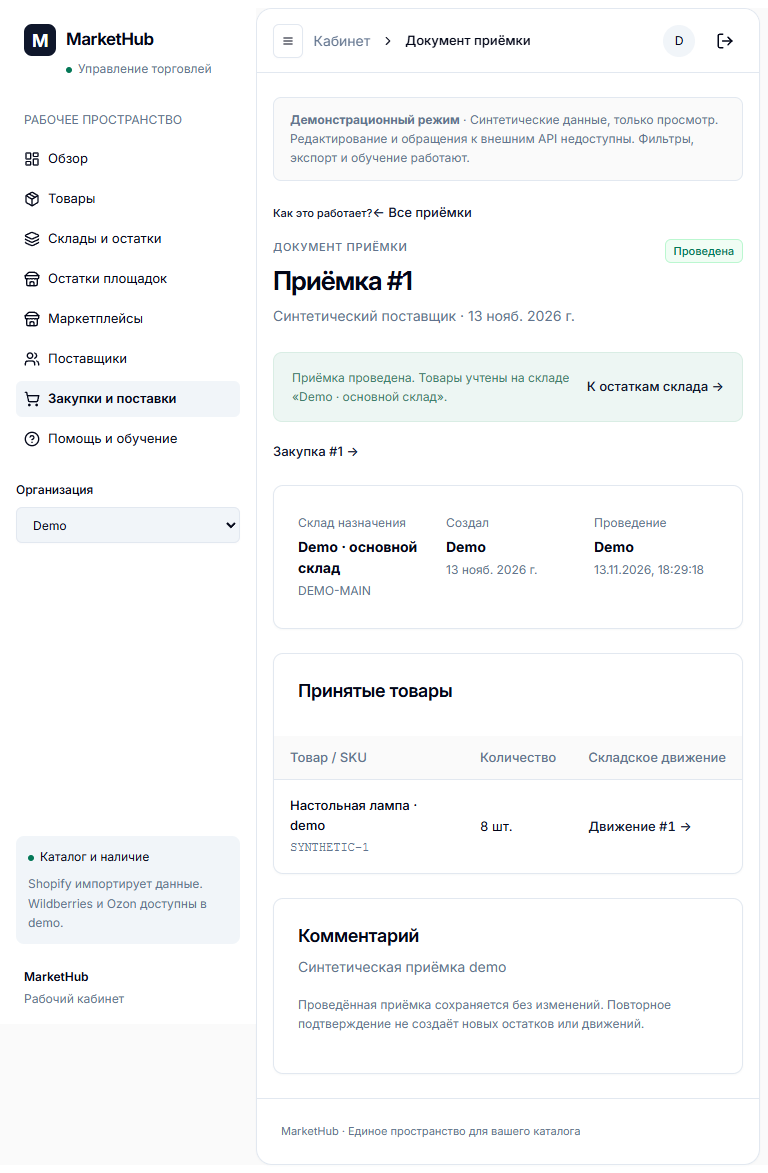 M MarketHub
Управление торговлей
РАБОЧЕЕ ПРОСТРАНСТВО
Обзор
Товары
Склады и остатки
Остатки площадок
Маркетплейсы
Поставщики
Закупки и поставки
Помощь и обучение
Организация
Demo
Каталог и наличие
Shopify импортирует данные.
Wildberries и Ozon доступны в
demo.
MarketHub
Рабочий кабинет
Кабинет > Документ приёмки
D
Демонстрационный режим · Синтетические данные, только просмотр.
Редактирование и обращения к внешним API недоступны. Фильтры,
экспорт и обучение работают.
Как это работает?← Все приёмки
ДОКУМЕНТ ПРИЁМКИ
Проведена
Приёмка #1
Синтетический поставщик · 13 нояб. 2026 г.
Приёмка проведена. Товары учтены на складе
«Demo · основной склад».
К остаткам склада →
Закупка #1 →
Склад назначения
Demo · основной
склад
DEMO-MAIN
Создал
Demo
13 нояб. 2026 г.
Проведение
Demo
13.11.2026, 18:29:18
Принятые товары
Товар / SKU Количество Складское движение
Настольная лампа ·
demo
SYNTHETIC-1
8 шт.
Движение #1 →
Комментарий
Синтетическая приёмка demo
Проведённая приёмка сохраняется без изменений. Повторное
подтверждение не создаёт новых остатков или движений.
MarketHub · Единое пространство для вашего каталога